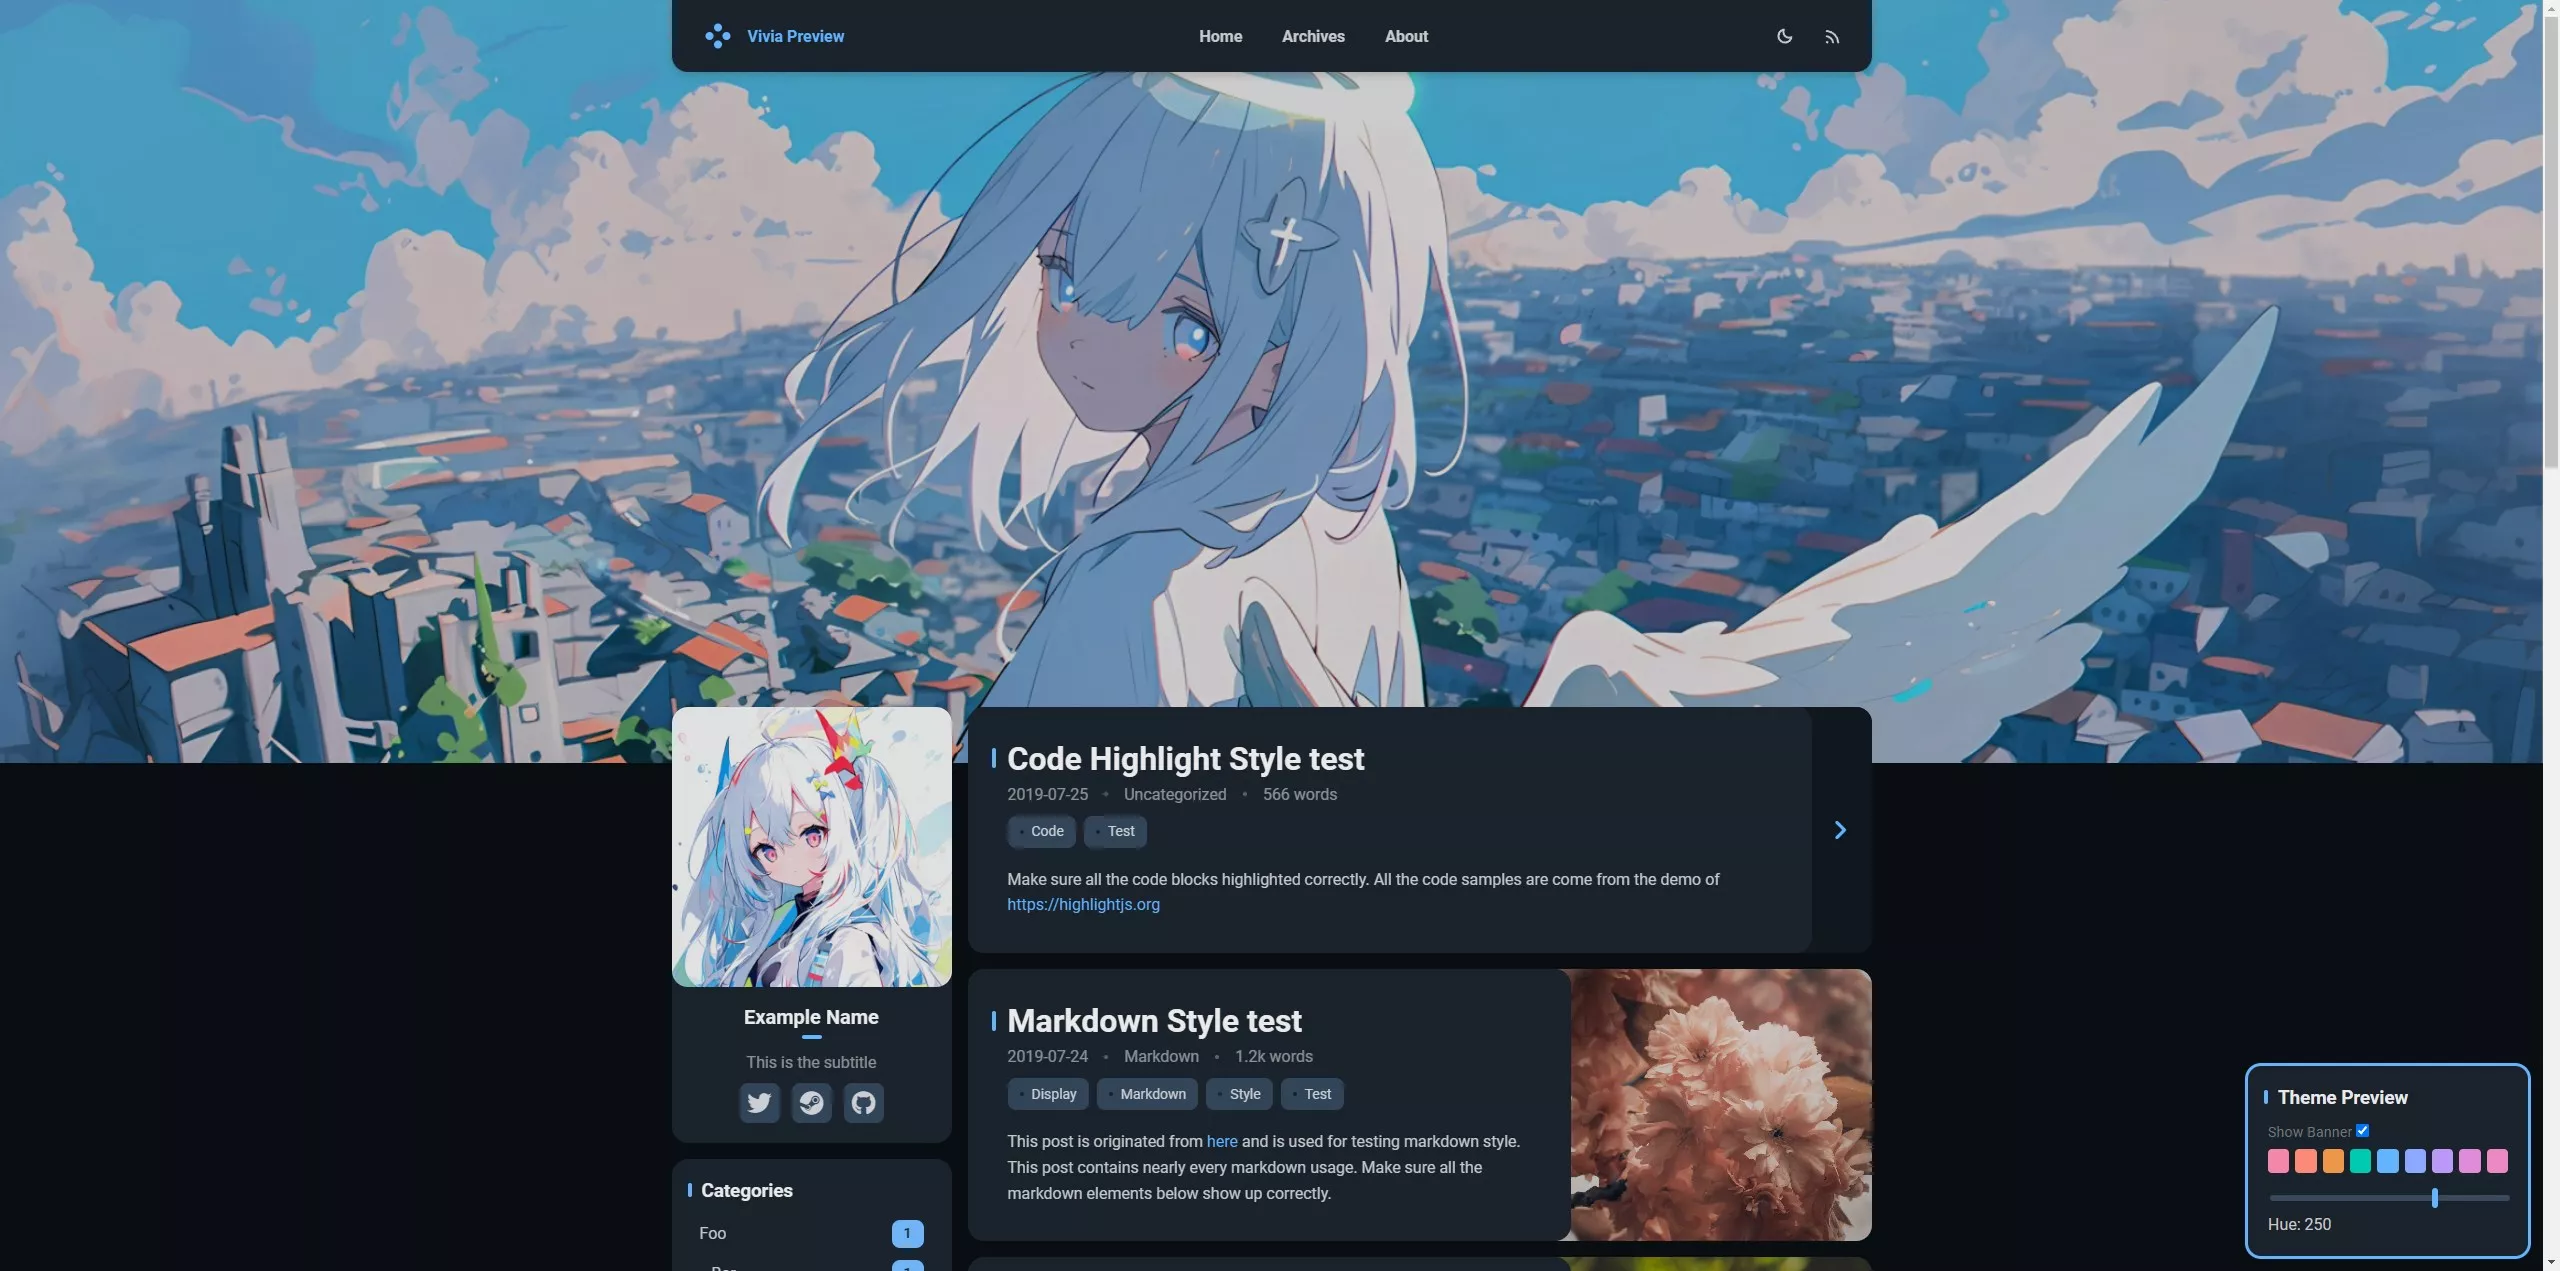 Vivia Preview
Home
Archives
About
Code Highlight Style test
2019-07-25 • Uncategorized • 566 words
Code
Test
Make sure all the code blocks highlighted correctly. All the code samples are come from the demo of
https://highlightjs.org
Markdown Style test
2019-07-24 • Markdown • 1.2k words
Display
Markdown
Style
Test
This post is originated from here and is used for testing markdown style.
This post contains nearly every markdown usage. Make sure all the
markdown elements below show up correctly.
Example Name
This is the subtitle
Categories
Foo
1
Theme Preview
Show Banner
Hue: 250